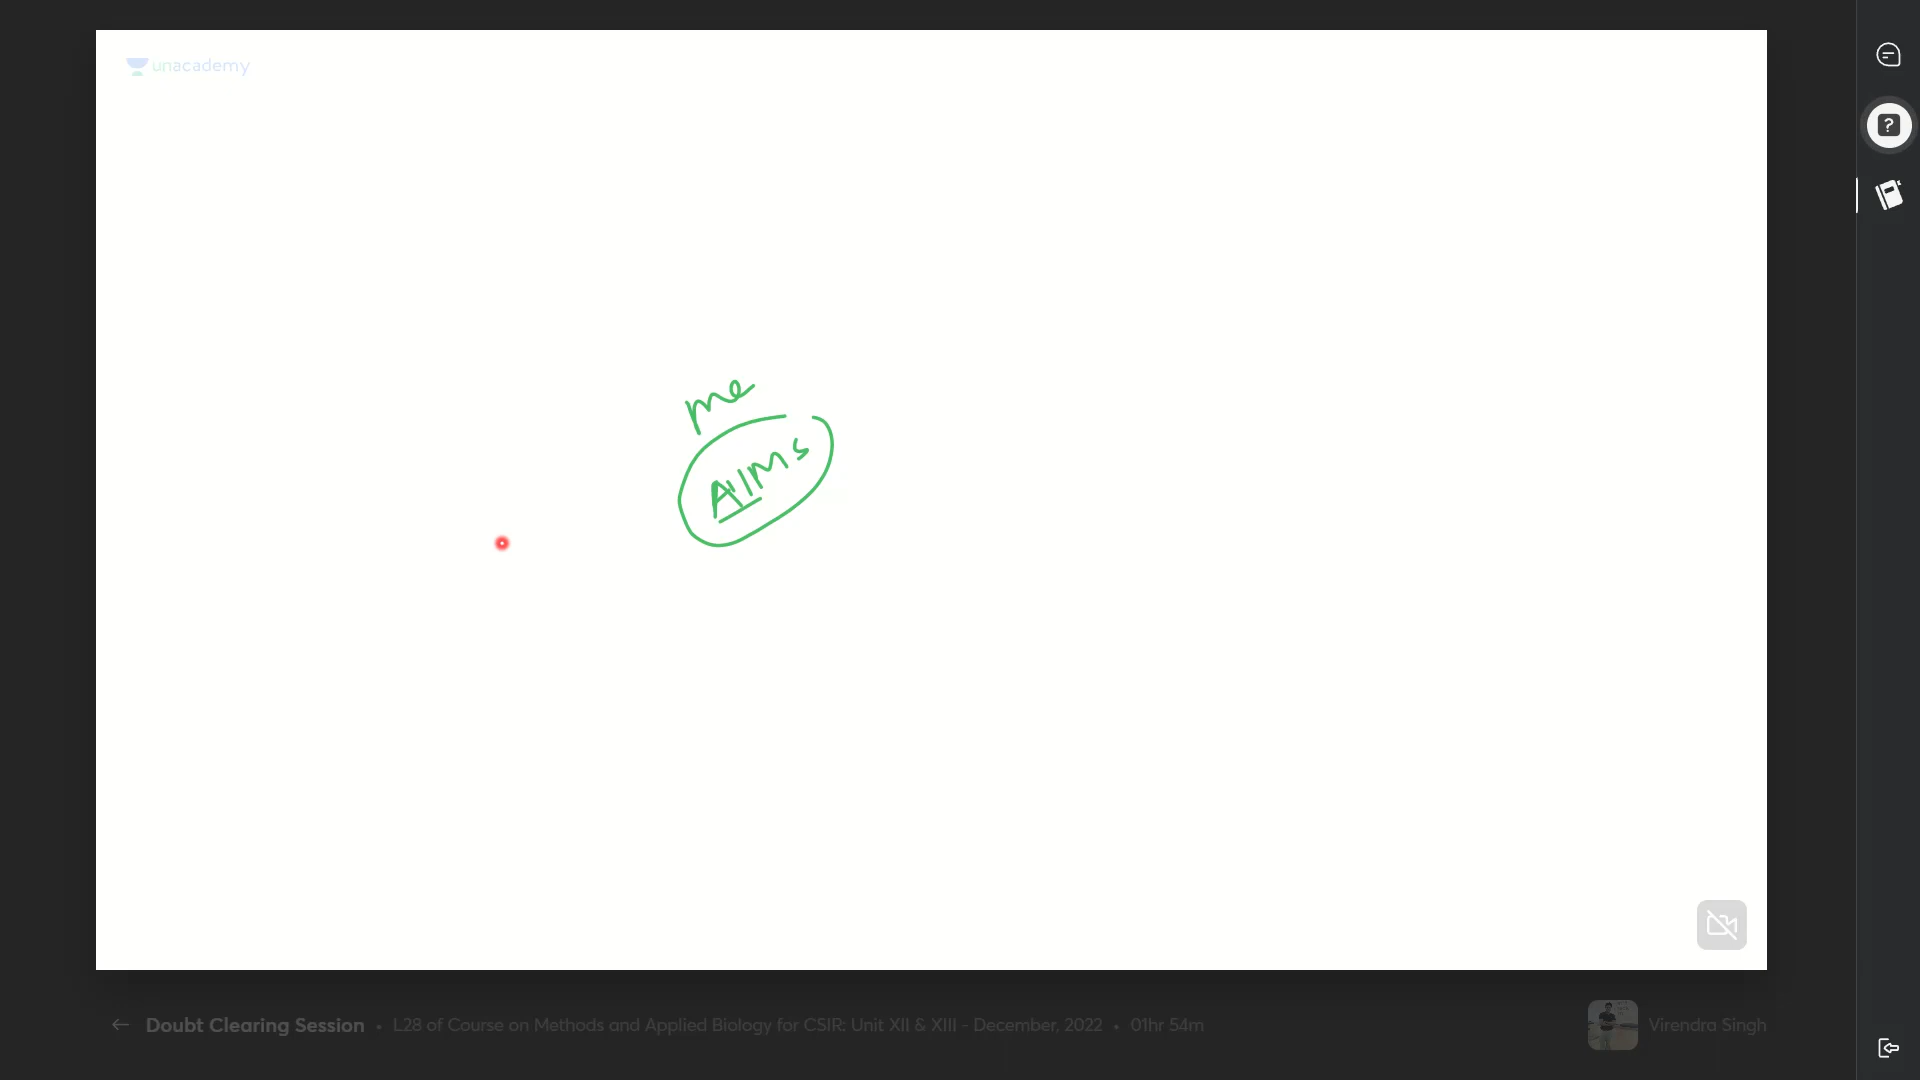 unacademy
me
AIIMS
Doubt Clearing Session • L28 of Course on Methods and Applied Biology for CSIR: Unit XII & XIII - December, 2022 • 01hr 54m
Virendra Singh